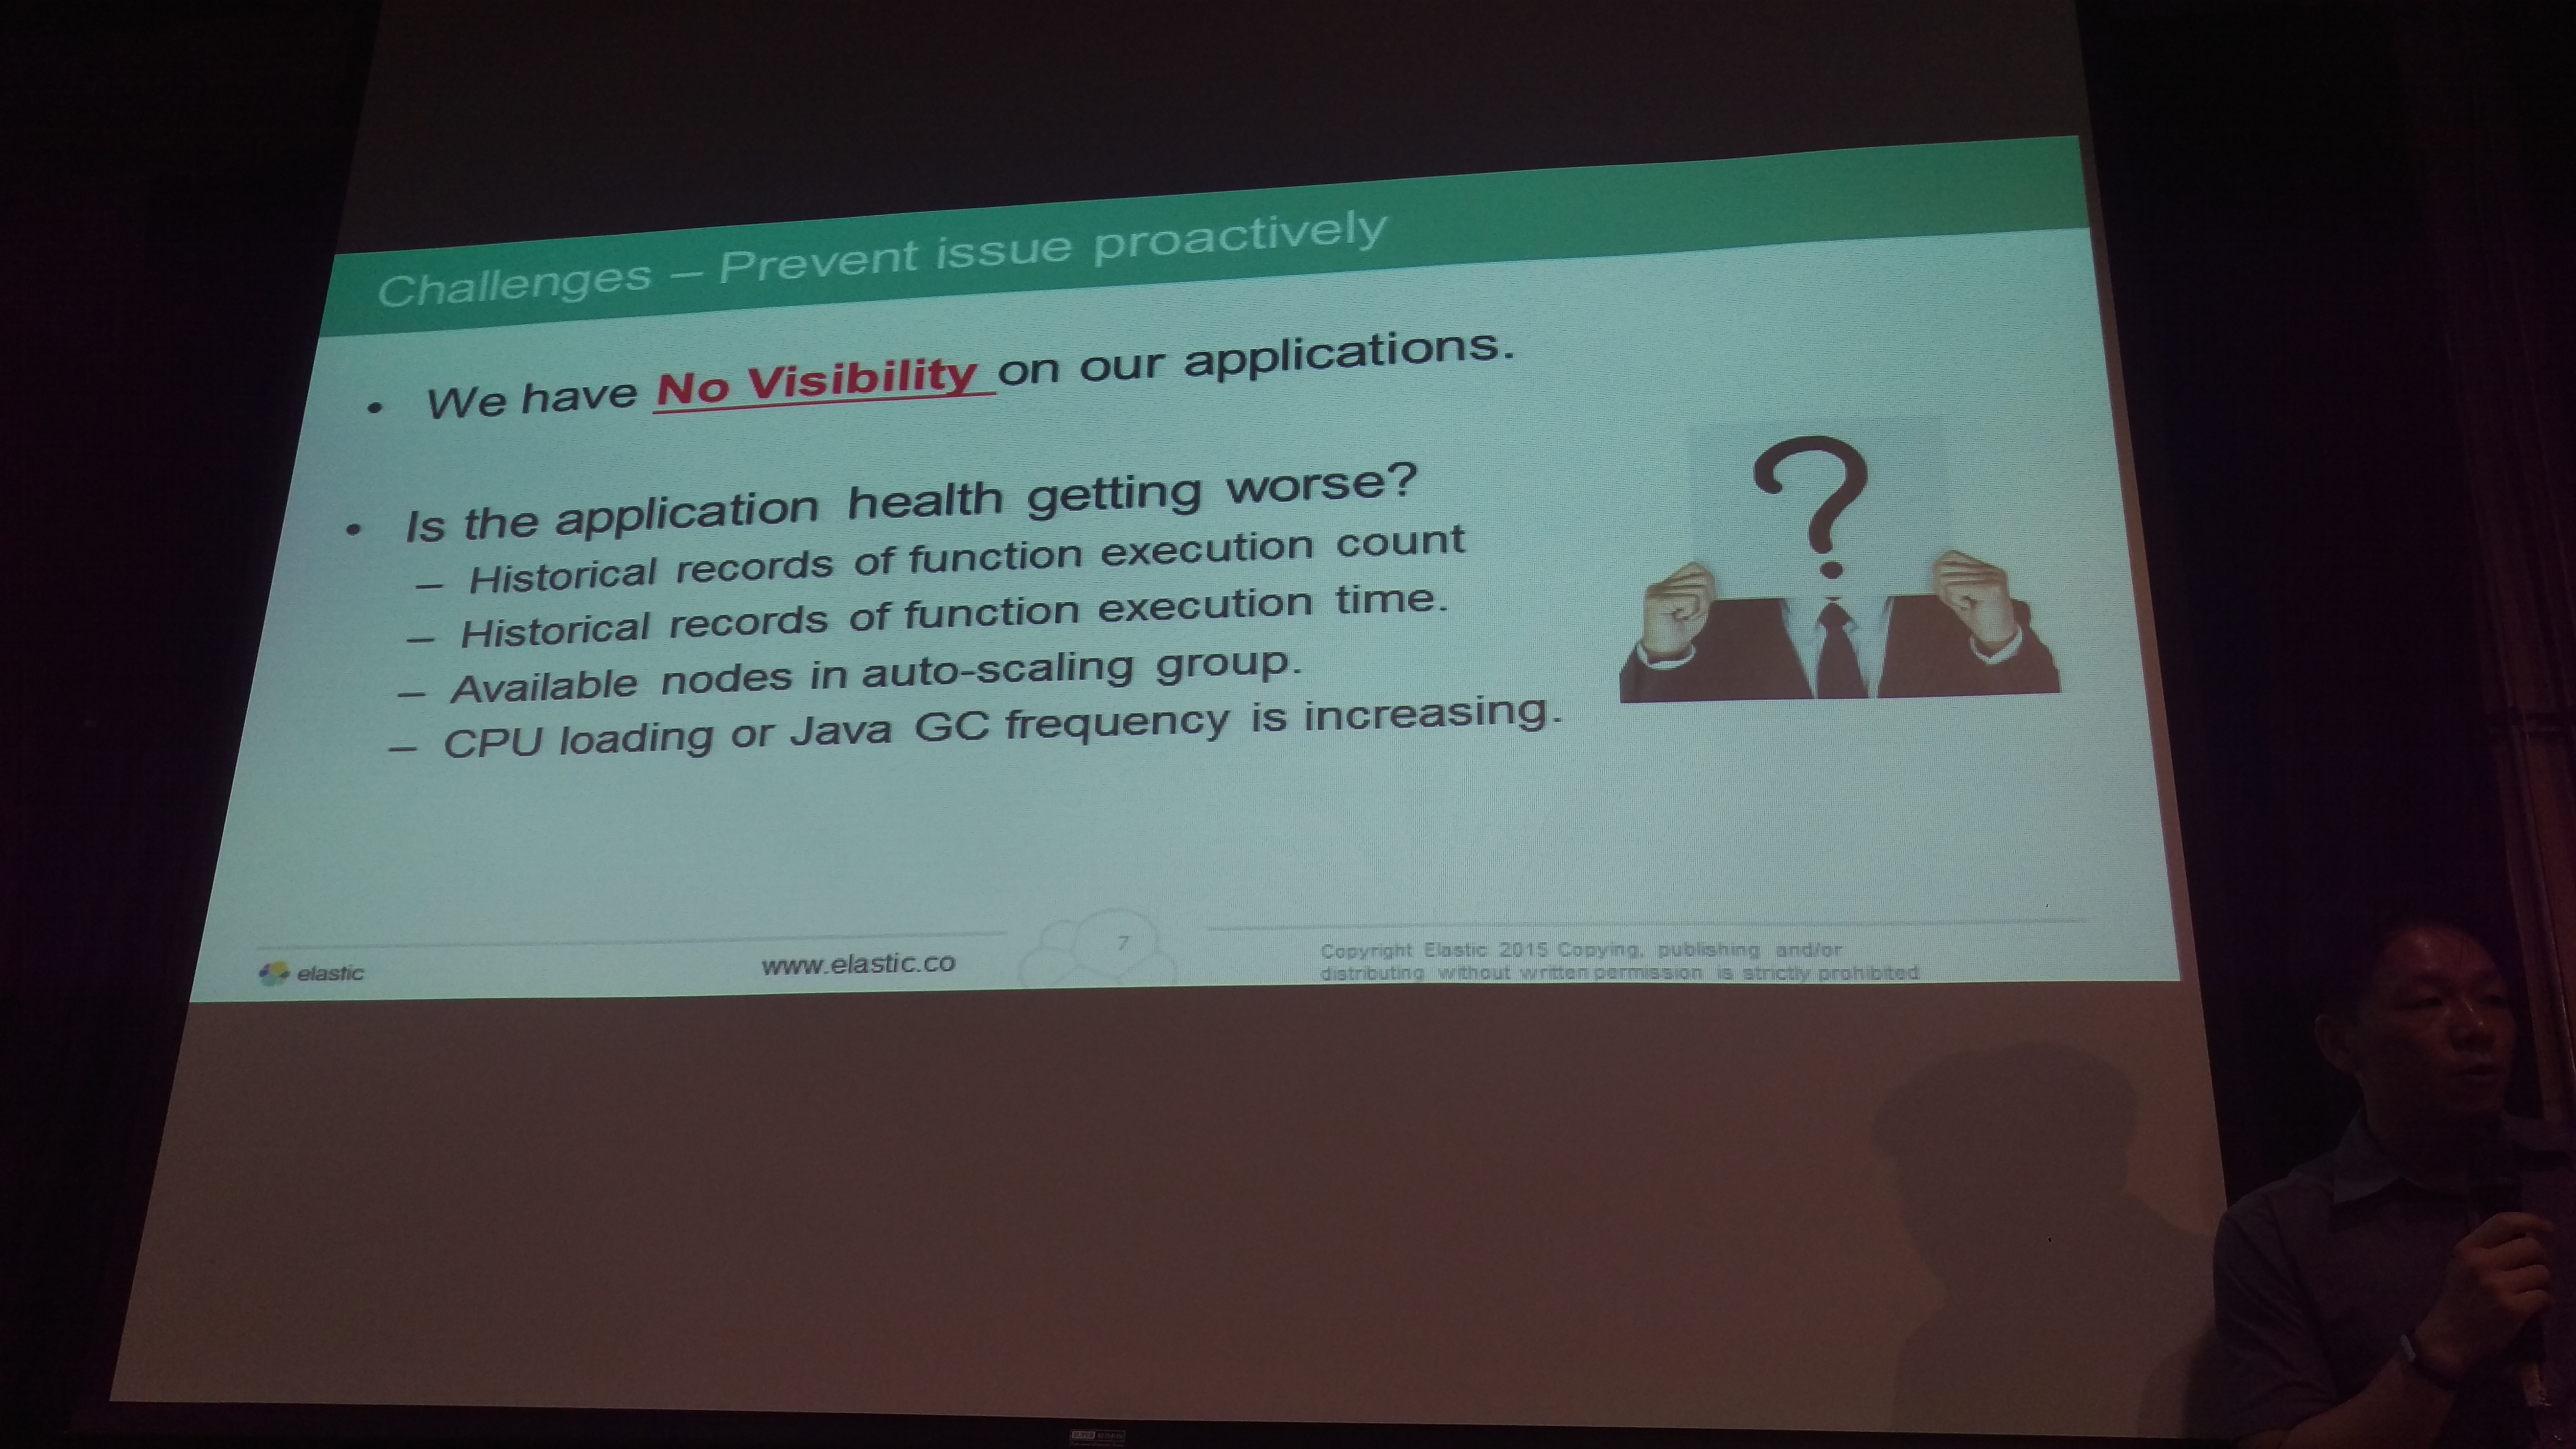 Challenges – Prevent issue proactively
• We have No Visibility on our applications.
• Is the application health getting worse?
– Historical records of function execution count
– Historical records of function execution time.
– Available nodes in auto-scaling group.
– CPU loading or Java GC frequency is increasing.
?
elastic
www.elastic.co
7
Copyright Elastic 2015 Copying, publishing and/or
distributing without written permission is strictly prohibited